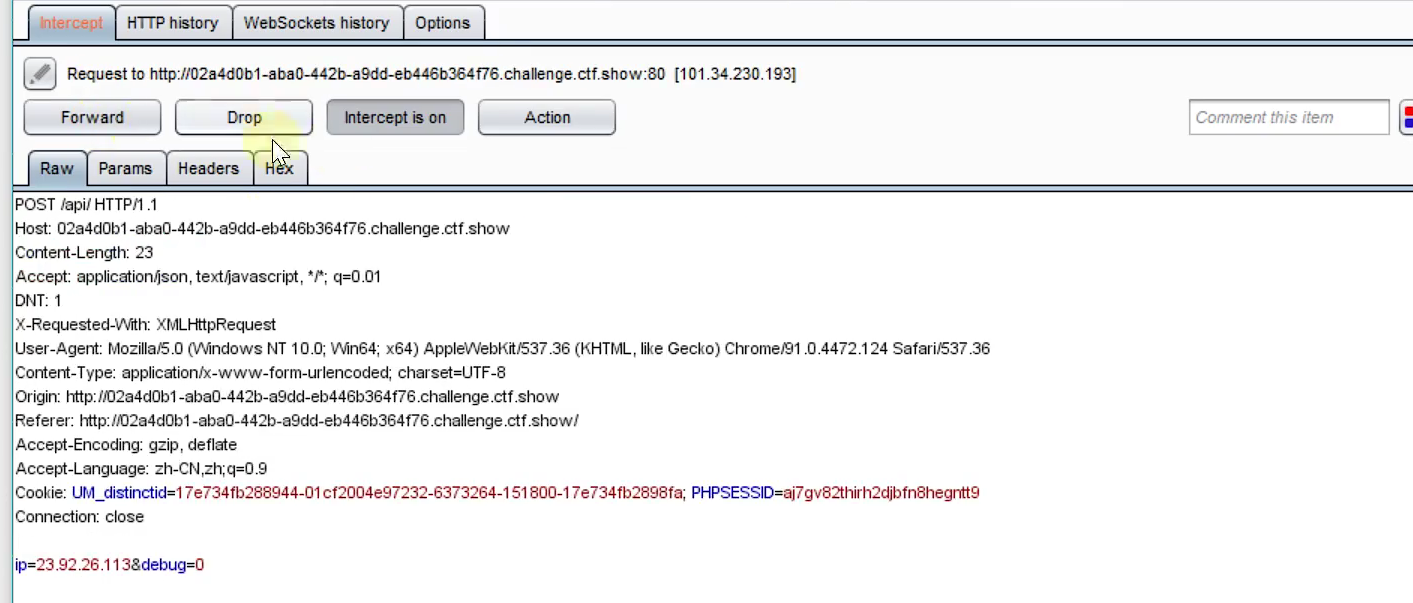 Intercept HTTP history WebSockets history Options
Request to http://02a4d0b1-aba0-442b-a9dd-eb446b364f76.challenge.ctf.show:80 [101.34.230.193]
Forward Drop Intercept is on Action Comment this item
Raw Params Headers Hex
POST /api/ HTTP/1.1
Host: 02a4d0b1-aba0-442b-a9dd-eb446b364f76.challenge.ctf.show
Content-Length: 23
Accept: application/json, text/javascript, */*; q=0.01
DNT: 1
X-Requested-With: XMLHttpRequest
User-Agent: Mozilla/5.0 (Windows NT 10.0; Win64; x64) AppleWebKit/537.36 (KHTML, like Gecko) Chrome/91.0.4472.124 Safari/537.36
Content-Type: application/x-www-form-urlencoded; charset=UTF-8
Origin: http://02a4d0b1-aba0-442b-a9dd-eb446b364f76.challenge.ctf.show
Referer: http://02a4d0b1-aba0-442b-a9dd-eb446b364f76.challenge.ctf.show/
Accept-Encoding: gzip, deflate
Accept-Language: zh-CN,zh;q=0.9
Cookie: UM_distinctid=17e734fb288944-01cf2004e97232-6373264-151800-17e734fb2898fa; PHPSESSID=aj7gv82thirh2djbfn8hegntt9
Connection: close
ip=23.92.26.113&debug=0